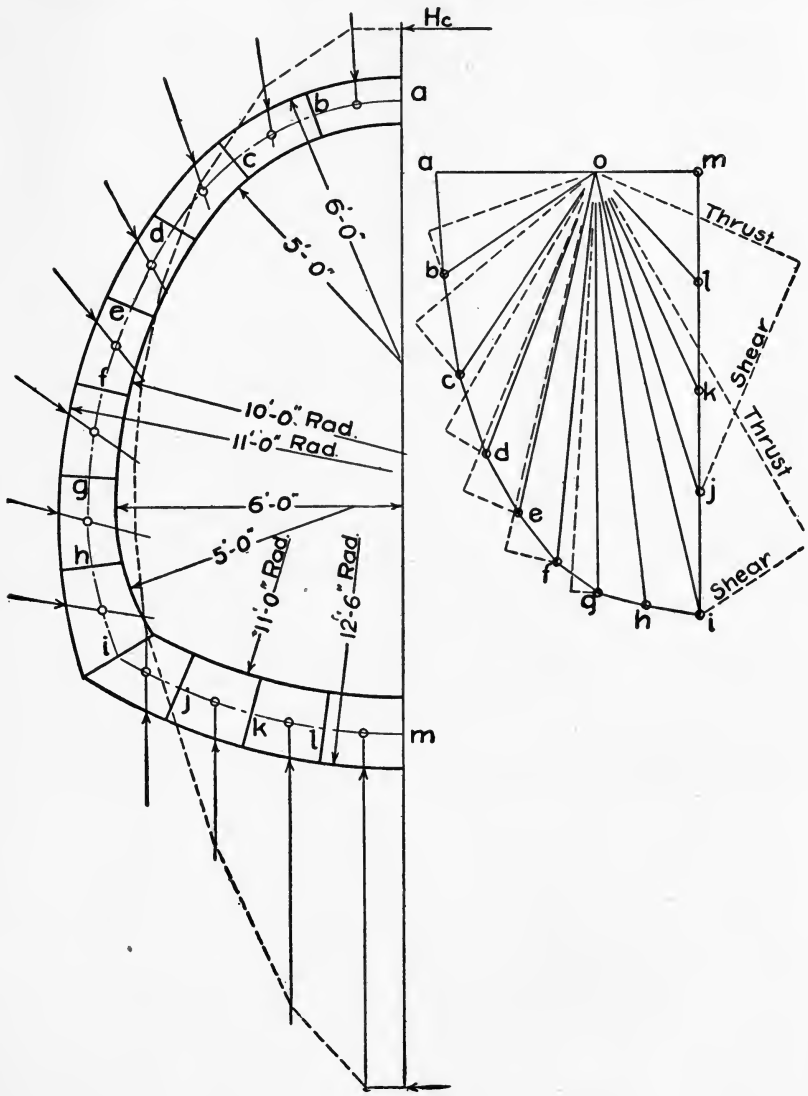 Hc
a
b
c
d
e
f
g
h
i
j
k
l
m
6'-0"
5'-0"
10'-0" Rad.
11'-0" Rad.
6'-0"
5'-0"
11'-0" Rad.
12'-6" Rad.
a
o
m
b
c
d
e
f
g
h
i
j
k
l
Thrust
Shear
Thrust
Shear